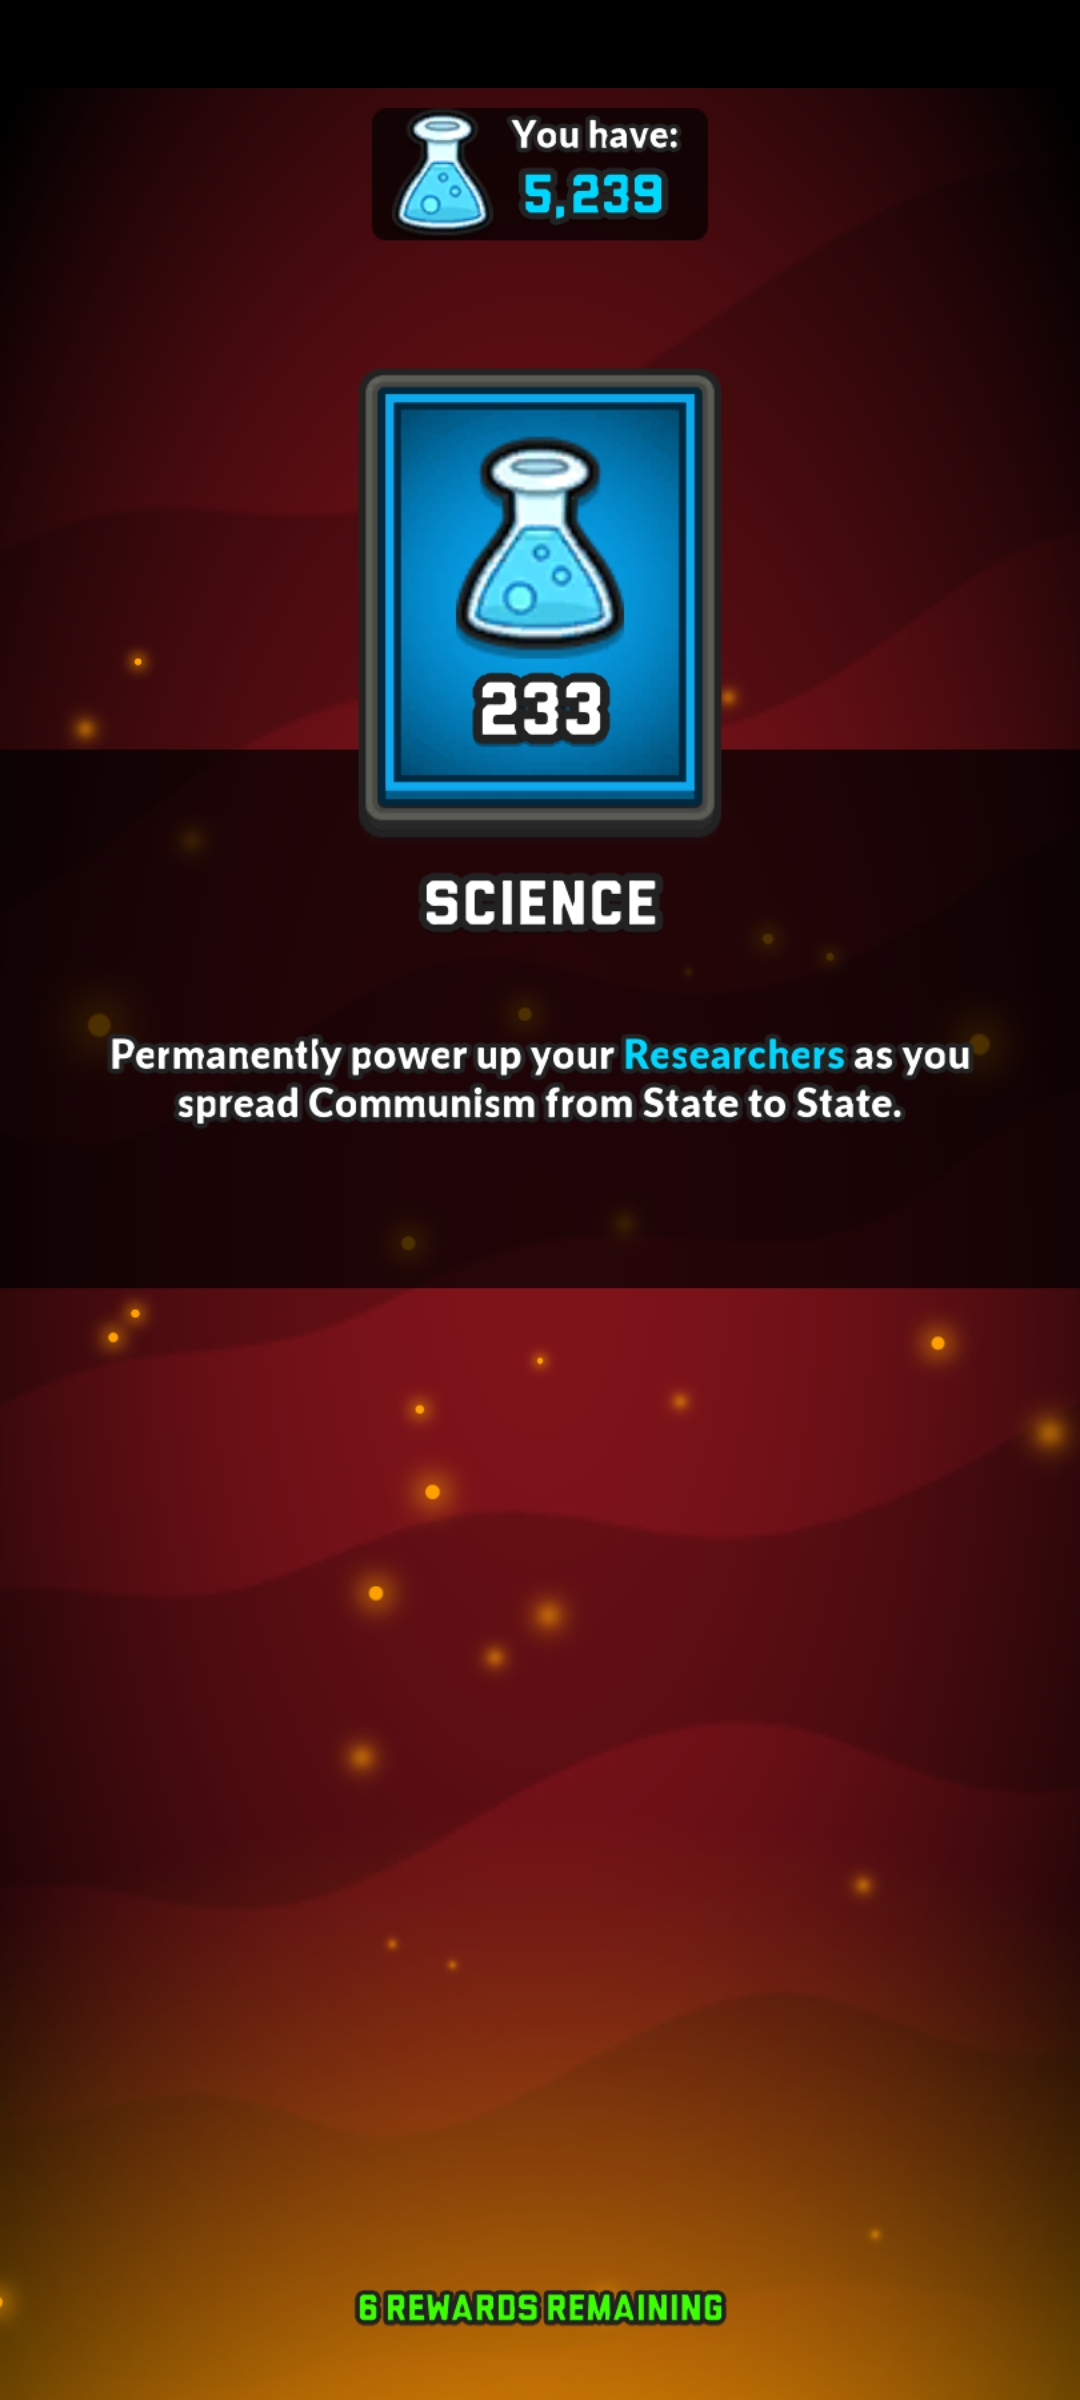 You have:
5,239
233
SCIENCE
Permanently power up your Researchers as you
spread Communism from State to State.
6 REWARDS REMAINING